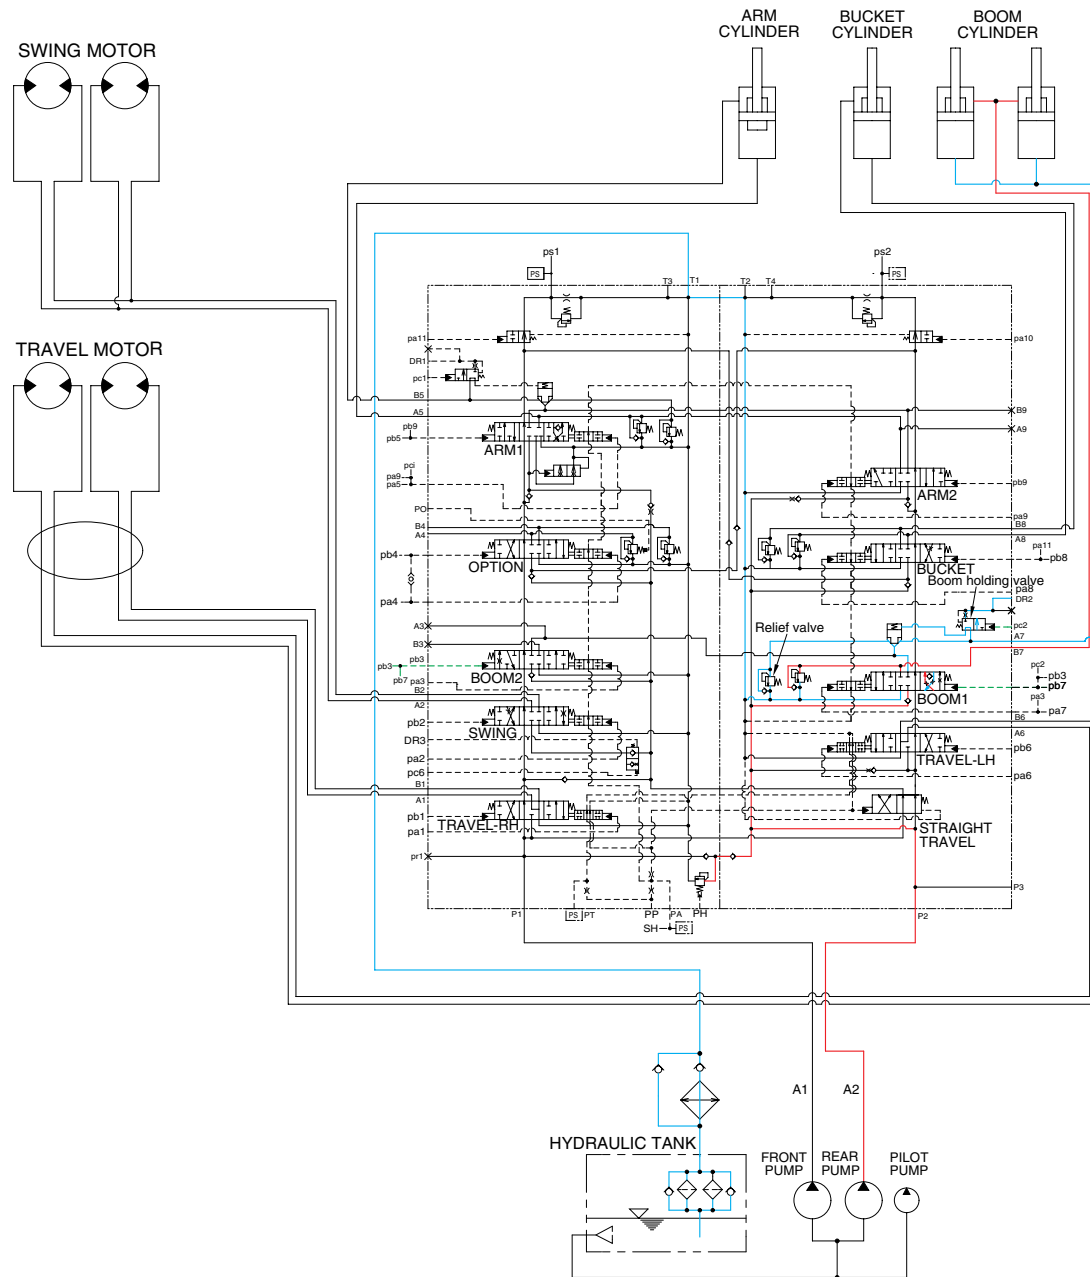 ARM
CYLINDER
BUCKET
CYLINDER
BOOM
CYLINDER
SWING MOTOR
TRAVEL MOTOR
ps1
PS
ps2
PS
T3
T1
T2
T4
pa11
DR1
pc1
B5
A5
pb9
pb5
ARM1
pci
pa9
pa5
PO
B4
A4
pb4
OPTION
pa4
A3
B3
pb3
pb3
BOOM2
pb7
pa3
B2
A2
pb2
SWING
DR3
pa2
pc6
B1
A1
pb1
TRAVEL-RH
pa1
pr1
pa10
B9
A9
ARM2
pb9
pa9
B8
A8
pa11
BUCKET
pb8
Boom holding valve
pa8
DR2
pc2
Relief valve
A7
B7
pc2
pb3
pb7
BOOM1
pa3
pa7
B6
A6
TRAVEL-LH
pb6
pa6
STRAIGHT
TRAVEL
P3
P1
PS
PT
PP
PA
PH
P2
SH
PS
A1
A2
HYDRAULIC TANK
FRONT
PUMP
REAR
PUMP
PILOT
PUMP